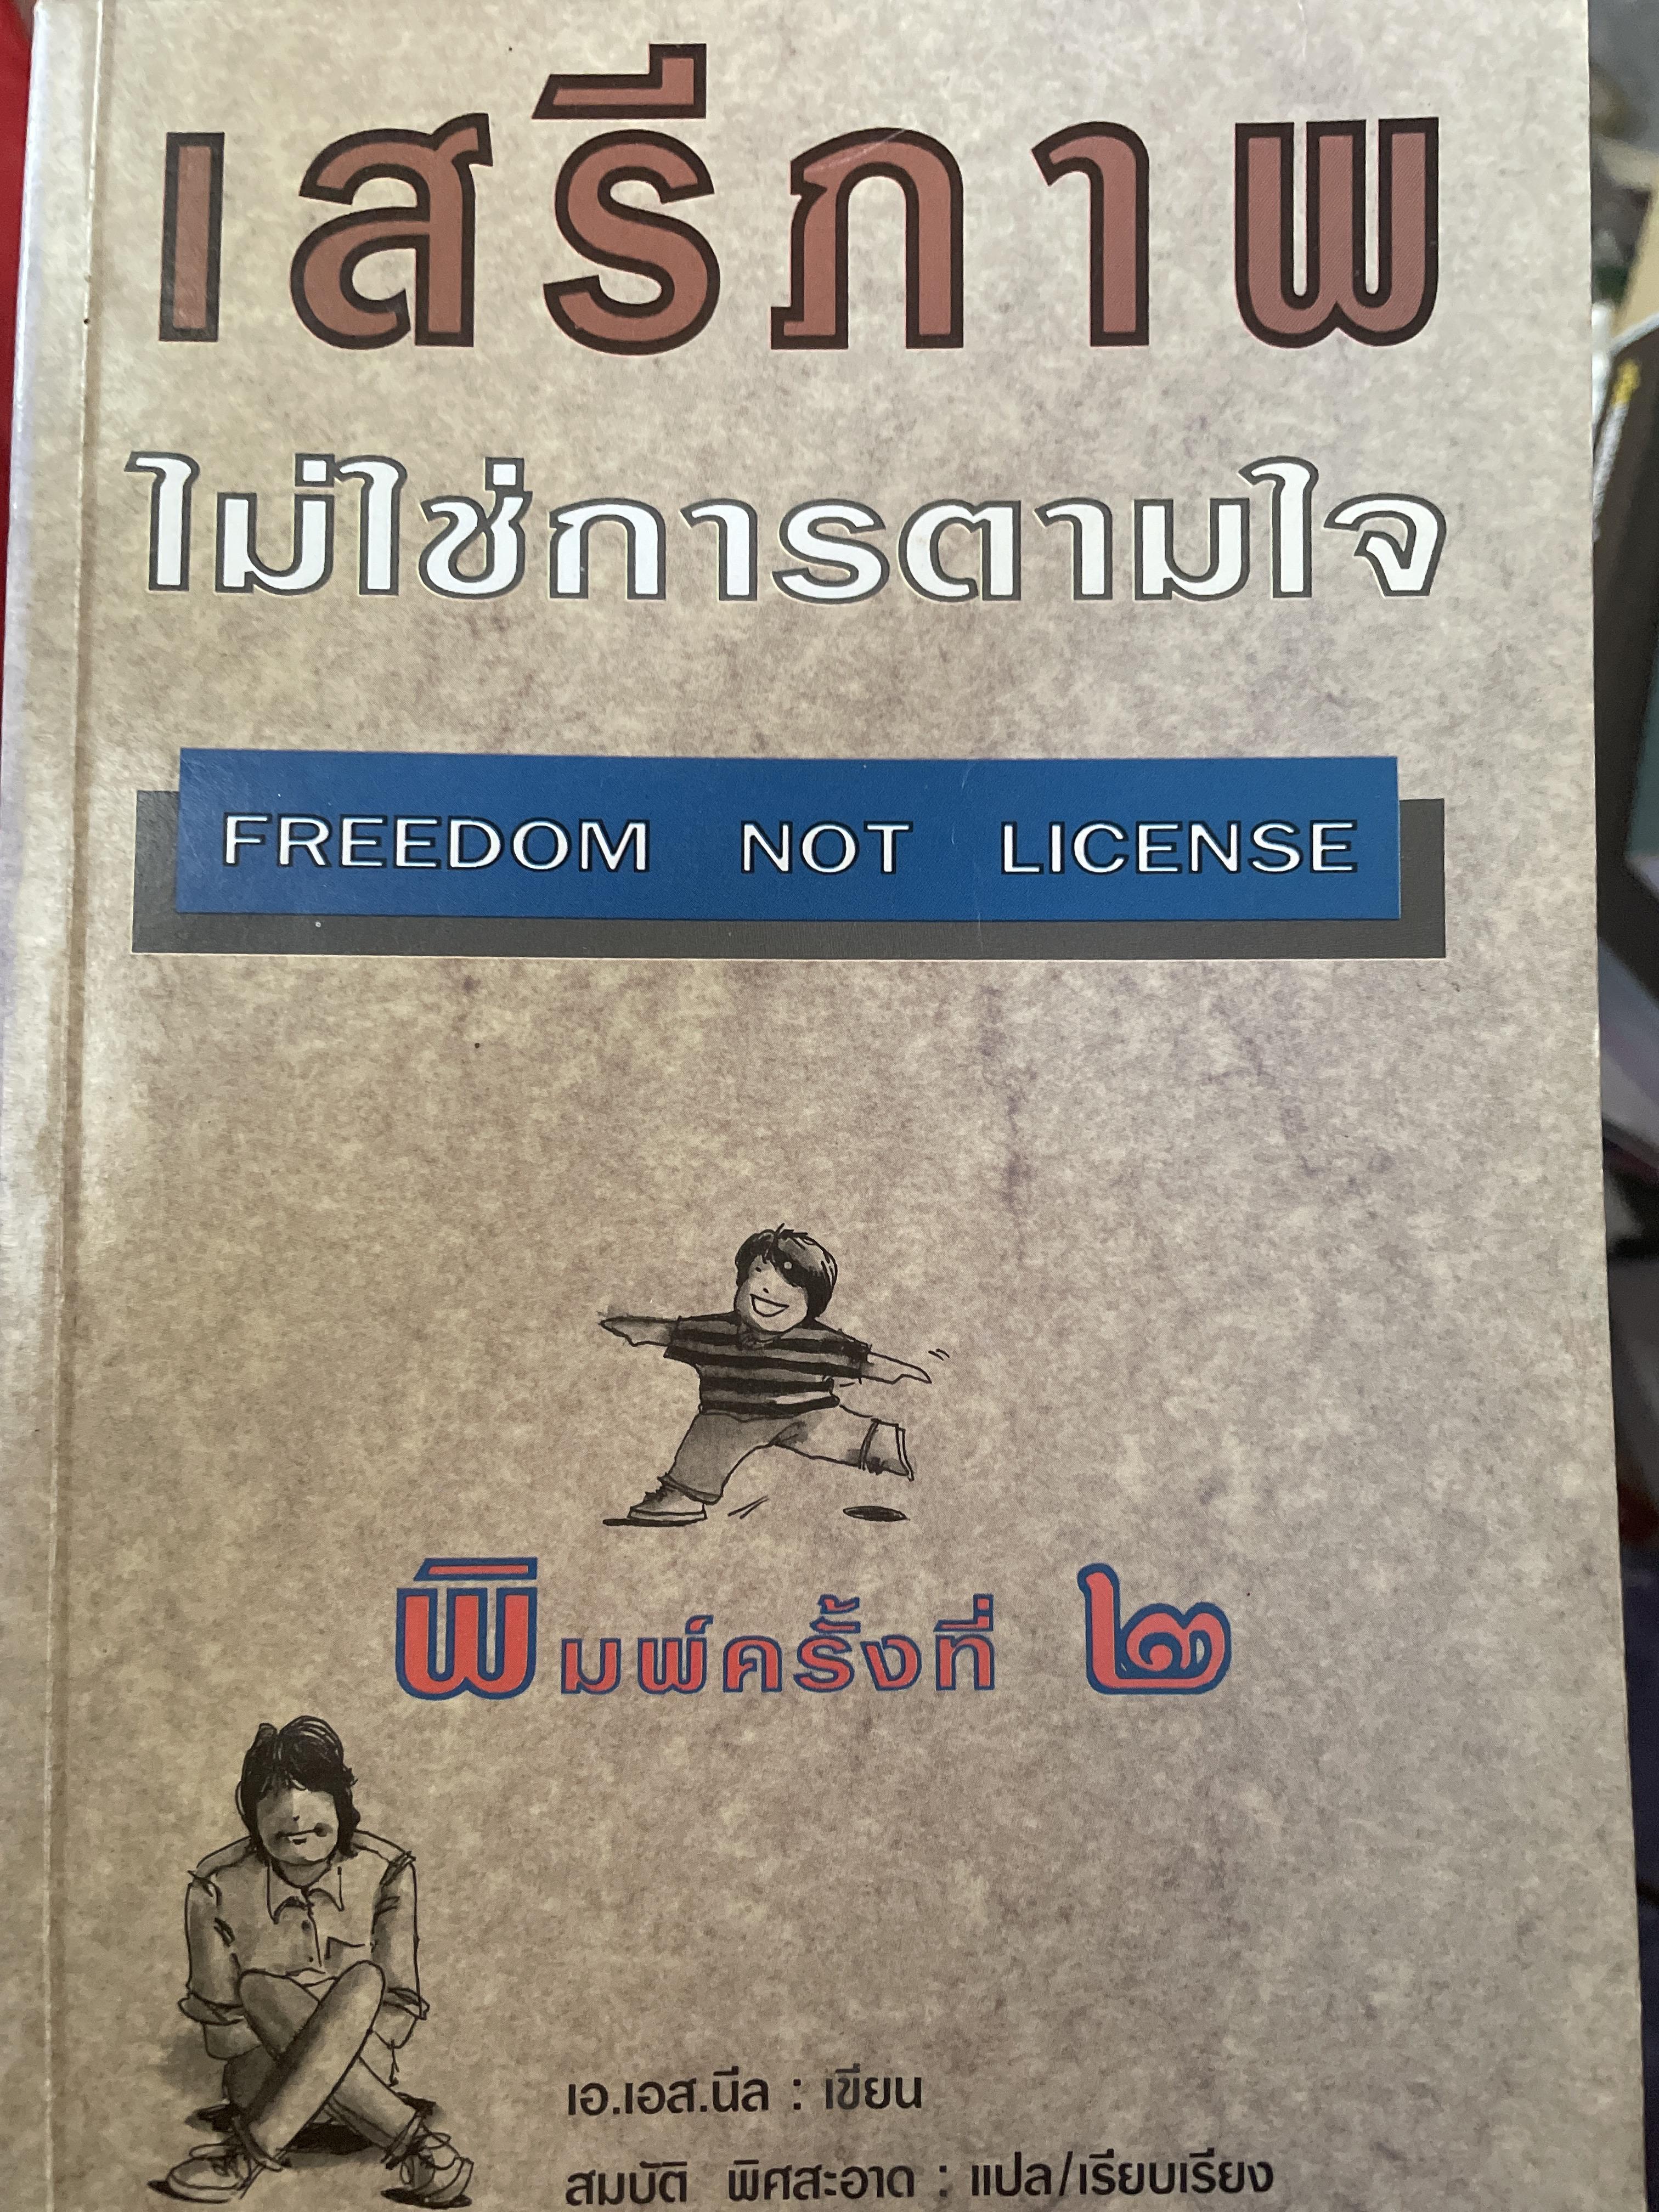 เสรีภาพ
ไม่ใช่การตามใจ
FREEDOM NOT LICENSE
พิมพ์ครั้งที่ ๒
เอ.เอส.นีล : เขียน
สมบัติ พิศสะอาด : แปล/เรียบเรียง